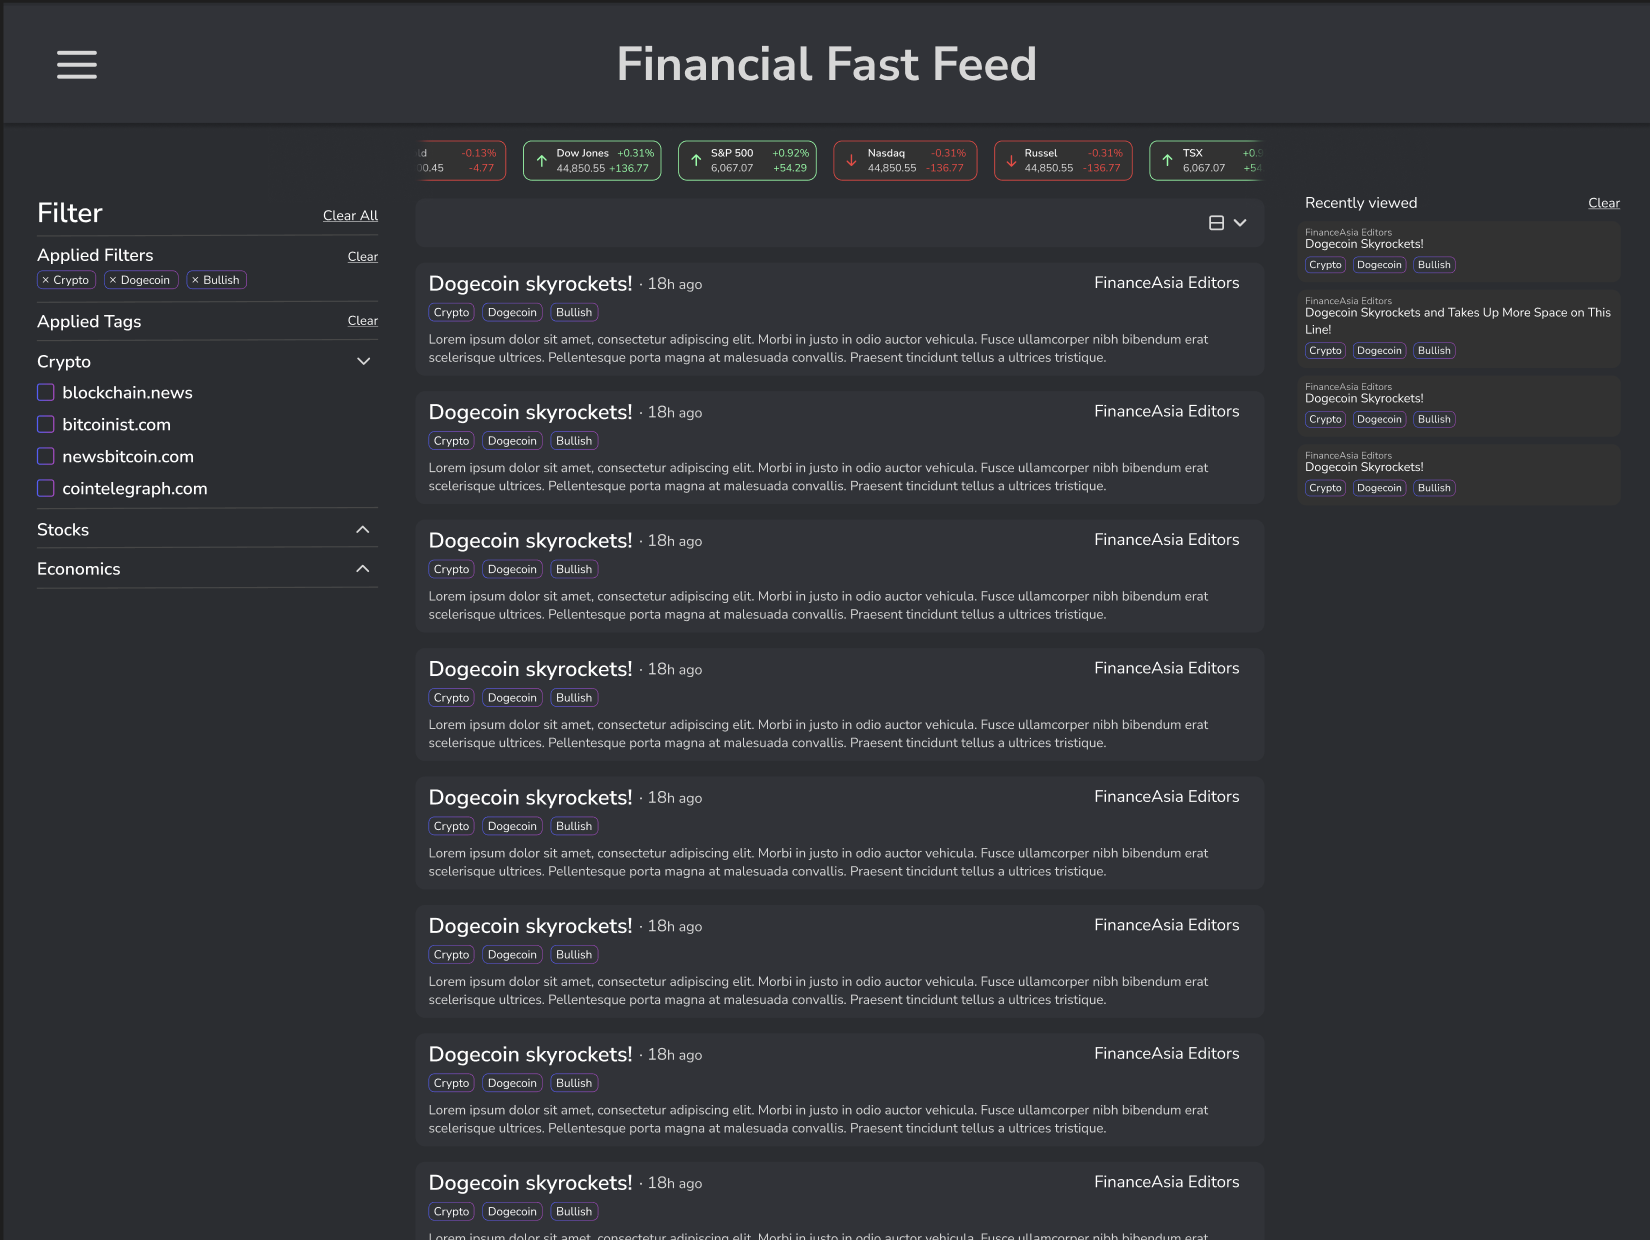 Financial Fast Feed
-0.13%
00.45 -4.77
Dow Jones +0.31%
44,850.55 +136.77
S&P 500 +0.92%
6,067.07 +54.29
Nasdaq -0.31%
44,850.55 -136.77
Russel -0.31%
44,850.55 -136.77
TSX +0.9
6,067.07 +54
Filter Clear All
Applied Filters Clear
× Crypto × Dogecoin × Bullish
Applied Tags Clear
Crypto
blockchain.news
bitcoinist.com
newsbitcoin.com
cointelegraph.com
Stocks
Economics
Dogecoin skyrockets! · 18h ago FinanceAsia Editors
Crypto Dogecoin Bullish
Lorem ipsum dolor sit amet, consectetur adipiscing elit. Morbi in justo in odio auctor vehicula. Fusce ullamcorper nibh bibendum erat
scelerisque ultrices. Pellentesque porta magna at malesuada convallis. Praesent tincidunt tellus a ultrices tristique.
Dogecoin skyrockets! · 18h ago FinanceAsia Editors
Crypto Dogecoin Bullish
Lorem ipsum dolor sit amet, consectetur adipiscing elit. Morbi in justo in odio auctor vehicula. Fusce ullamcorper nibh bibendum erat
scelerisque ultrices. Pellentesque porta magna at malesuada convallis. Praesent tincidunt tellus a ultrices tristique.
Dogecoin skyrockets! · 18h ago FinanceAsia Editors
Crypto Dogecoin Bullish
Lorem ipsum dolor sit amet, consectetur adipiscing elit. Morbi in justo in odio auctor vehicula. Fusce ullamcorper nibh bibendum erat
scelerisque ultrices. Pellentesque porta magna at malesuada convallis. Praesent tincidunt tellus a ultrices tristique.
Dogecoin skyrockets! · 18h ago FinanceAsia Editors
Crypto Dogecoin Bullish
Lorem ipsum dolor sit amet, consectetur adipiscing elit. Morbi in justo in odio auctor vehicula. Fusce ullamcorper nibh bibendum erat
scelerisque ultrices. Pellentesque porta magna at malesuada convallis. Praesent tincidunt tellus a ultrices tristique.
Dogecoin skyrockets! · 18h ago FinanceAsia Editors
Crypto Dogecoin Bullish
Lorem ipsum dolor sit amet, consectetur adipiscing elit. Morbi in justo in odio auctor vehicula. Fusce ullamcorper nibh bibendum erat
scelerisque ultrices. Pellentesque porta magna at malesuada convallis. Praesent tincidunt tellus a ultrices tristique.
Dogecoin skyrockets! · 18h ago FinanceAsia Editors
Crypto Dogecoin Bullish
Lorem ipsum dolor sit amet, consectetur adipiscing elit. Morbi in justo in odio auctor vehicula. Fusce ullamcorper nibh bibendum erat
scelerisque ultrices. Pellentesque porta magna at malesuada convallis. Praesent tincidunt tellus a ultrices tristique.
Dogecoin skyrockets! · 18h ago FinanceAsia Editors
Crypto Dogecoin Bullish
Lorem ipsum dolor sit amet, consectetur adipiscing elit. Morbi in justo in odio auctor vehicula. Fusce ullamcorper nibh bibendum erat
scelerisque ultrices. Pellentesque porta magna at malesuada convallis. Praesent tincidunt tellus a ultrices tristique.
Dogecoin skyrockets! · 18h ago FinanceAsia Editors
Crypto Dogecoin Bullish
Lorem ipsum dolor sit amet, consectetur adipiscing elit. Morbi in justo in odio auctor vehicula. Fusce ullamcorper nibh bibendum erat
Recently viewed Clear
FinanceAsia Editors
Dogecoin Skyrockets!
Crypto Dogecoin Bullish
FinanceAsia Editors
Dogecoin Skyrockets and Takes Up More Space on This
Line!
Crypto Dogecoin Bullish
FinanceAsia Editors
Dogecoin Skyrockets!
Crypto Dogecoin Bullish
FinanceAsia Editors
Dogecoin Skyrockets!
Crypto Dogecoin Bullish